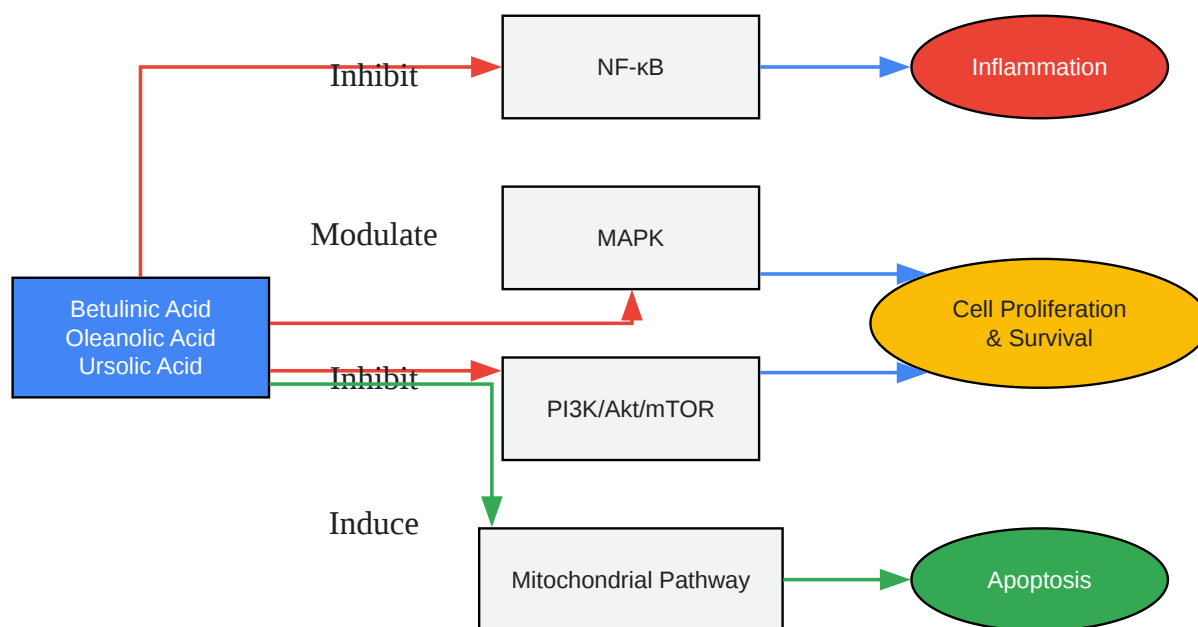 Inhibit
NF-κB
Inflammation
Modulate
MAPK
Betulinic Acid
Oleanolic Acid
Ursolic Acid
Cell Proliferation
& Survival
Inhibit
PI3K/Akt/mTOR
Induce
Mitochondrial Pathway
Apoptosis